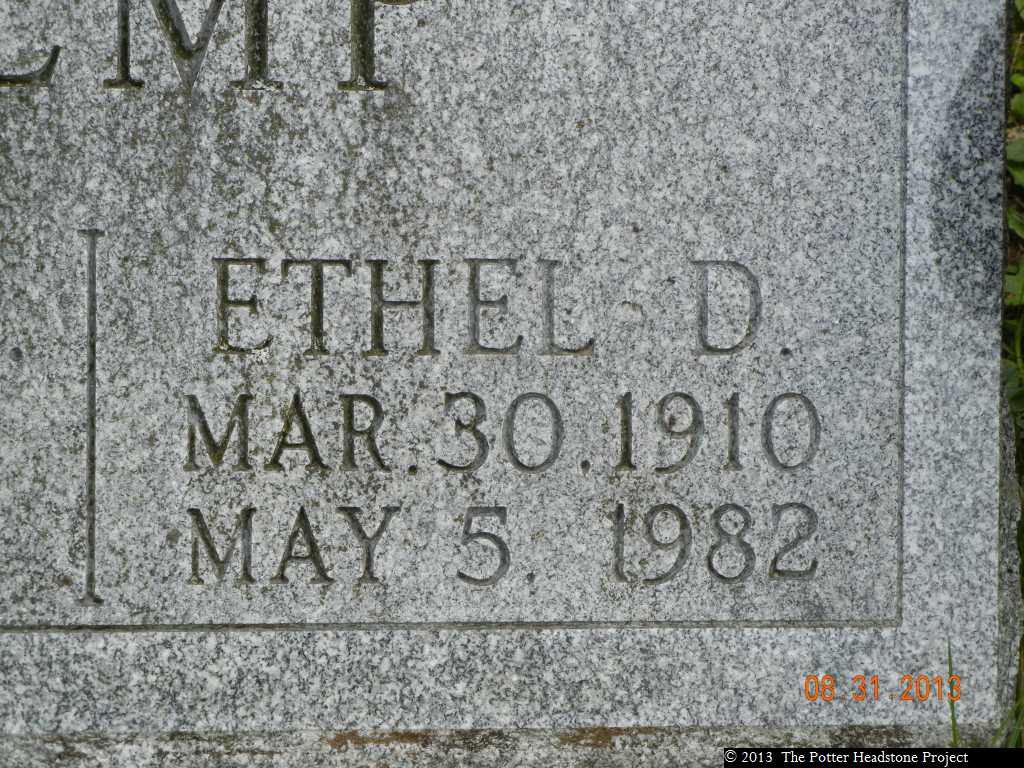 ETHEL D.
MAR. 30. 1910
MAY 5. 1982
08 31 2013
© 2013 The Potter Headstone Project